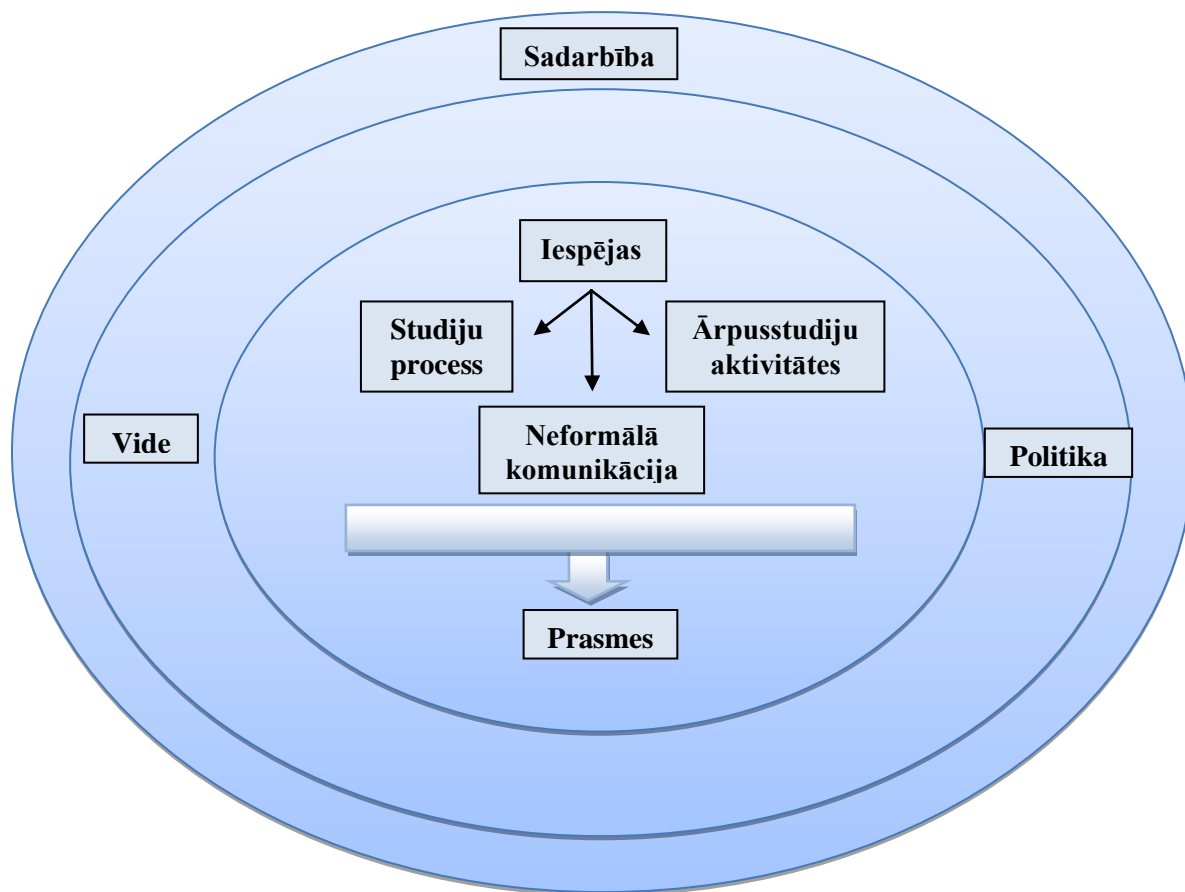 Sadarbība
Iespējas
Studiju
process
Ārpusstudiju
aktivitātes
Neformālā
komunikācija
Vide
Politika
Prasmes